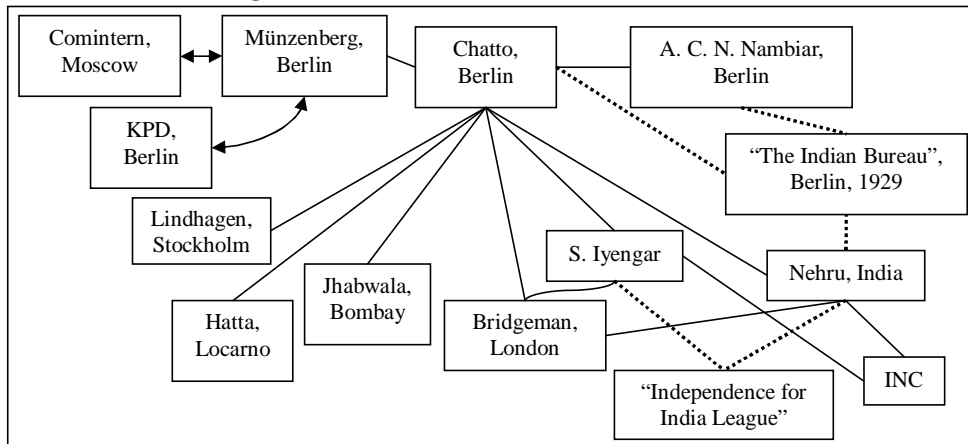 Comintern,
Moscow
Münzenberg,
Berlin
Chatto,
Berlin
A. C. N. Nambiar,
Berlin
KPD,
Berlin
“The Indian Bureau”,
Berlin, 1929
Lindhagen,
Stockholm
S. Iyengar
Nehru, India
Hatta,
Locarno
Jhabwala,
Bombay
Bridgeman,
London
INC
“Independence for
India League”